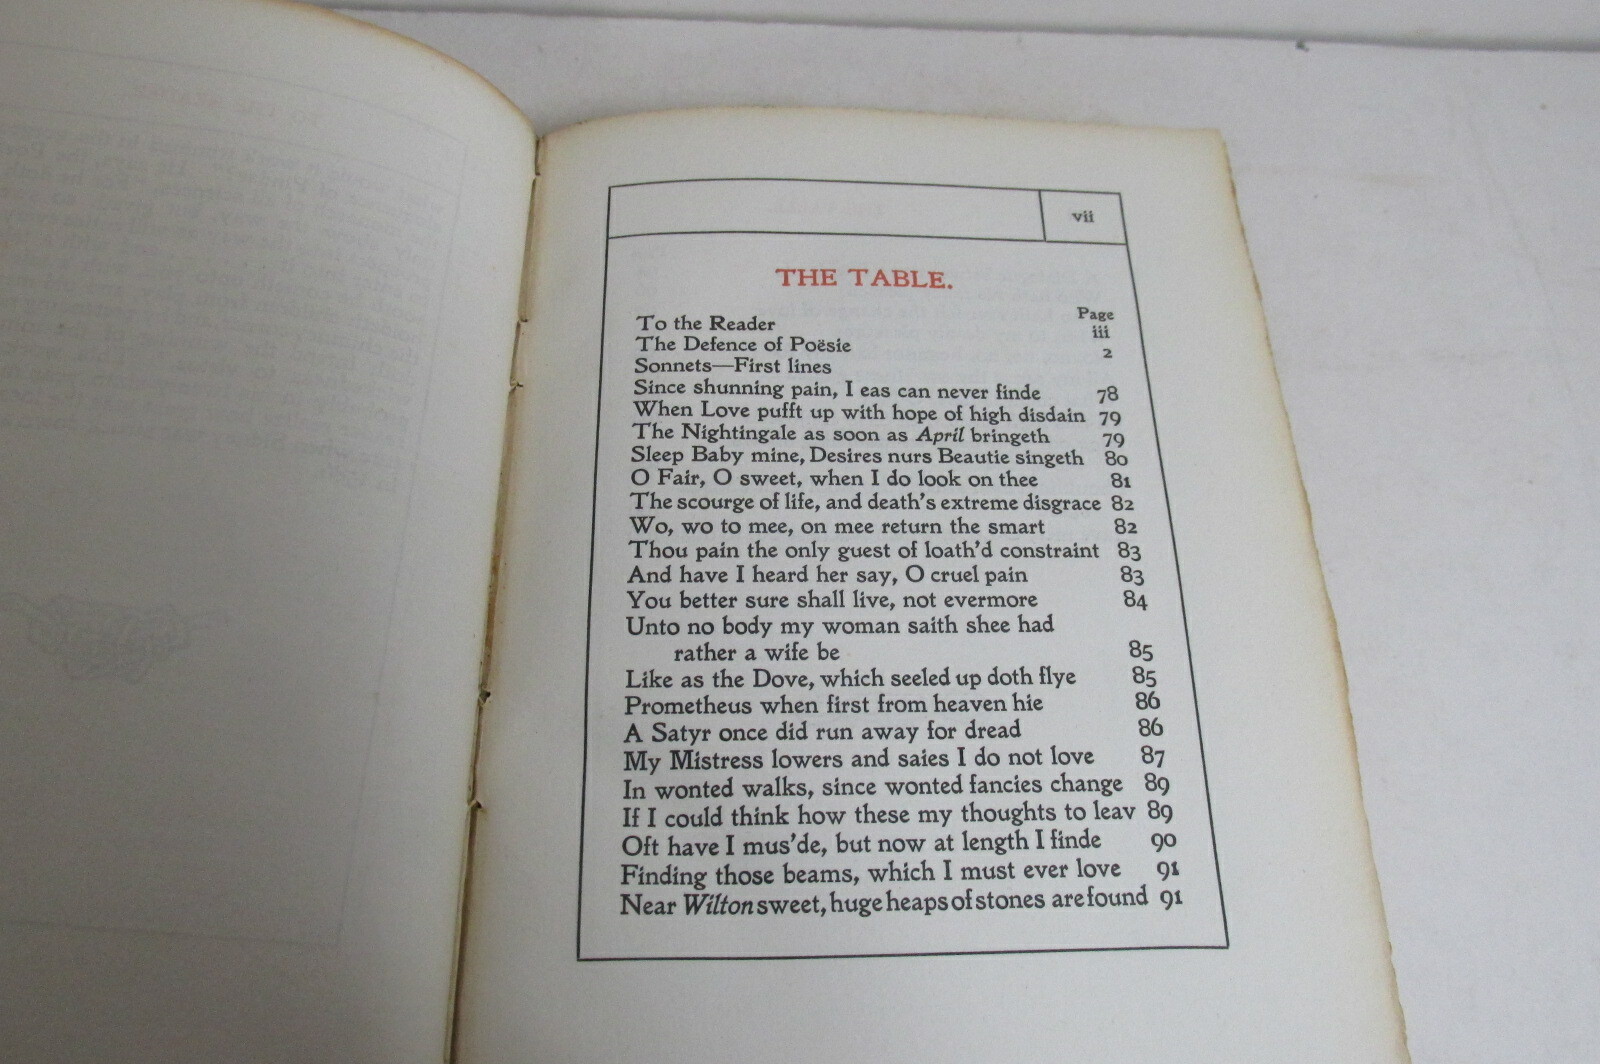 vii
THE TABLE.
Page
To the Reader iii
The Defence of Poësie 2
Sonnets—First lines
Since shunning pain, I eas can never finde 78
When Love pufft up with hope of high disdain 79
The Nightingale as soon as April bringeth 79
Sleep Baby mine, Desires nurs Beautie singeth 80
O Fair, O sweet, when I do look on thee 81
The scourge of life, and death's extreme disgrace 82
Wo, wo to mee, on mee return the smart 82
Thou pain the only guest of loath'd constraint 83
And have I heard her say, O cruel pain 83
You better sure shall live, not evermore 84
Unto no body my woman saith shee had
rather a wife be 85
Like as the Dove, which seeled up doth flye 85
Prometheus when first from heaven hie 86
A Satyr once did run away for dread 86
My Mistress lowers and saies I do not love 87
In wonted walks, since wonted fancies change 89
If I could think how these my thoughts to leav 89
Oft have I mus'de, but now at length I finde 90
Finding those beams, which I must ever love 91
Near Wilton sweet, huge heaps of stones are found 91